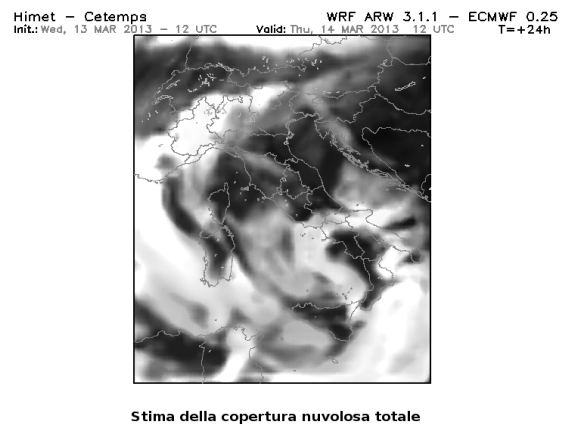 Himet – Cetemps WRF ARW 3.1.1 – ECMWF 0.25
Init.: Wed, 13 MAR 2013 – 12 UTC Valid: Thu, 14 MAR 2013 12 UTC T=+24h
Stima della copertura nuvolosa totale